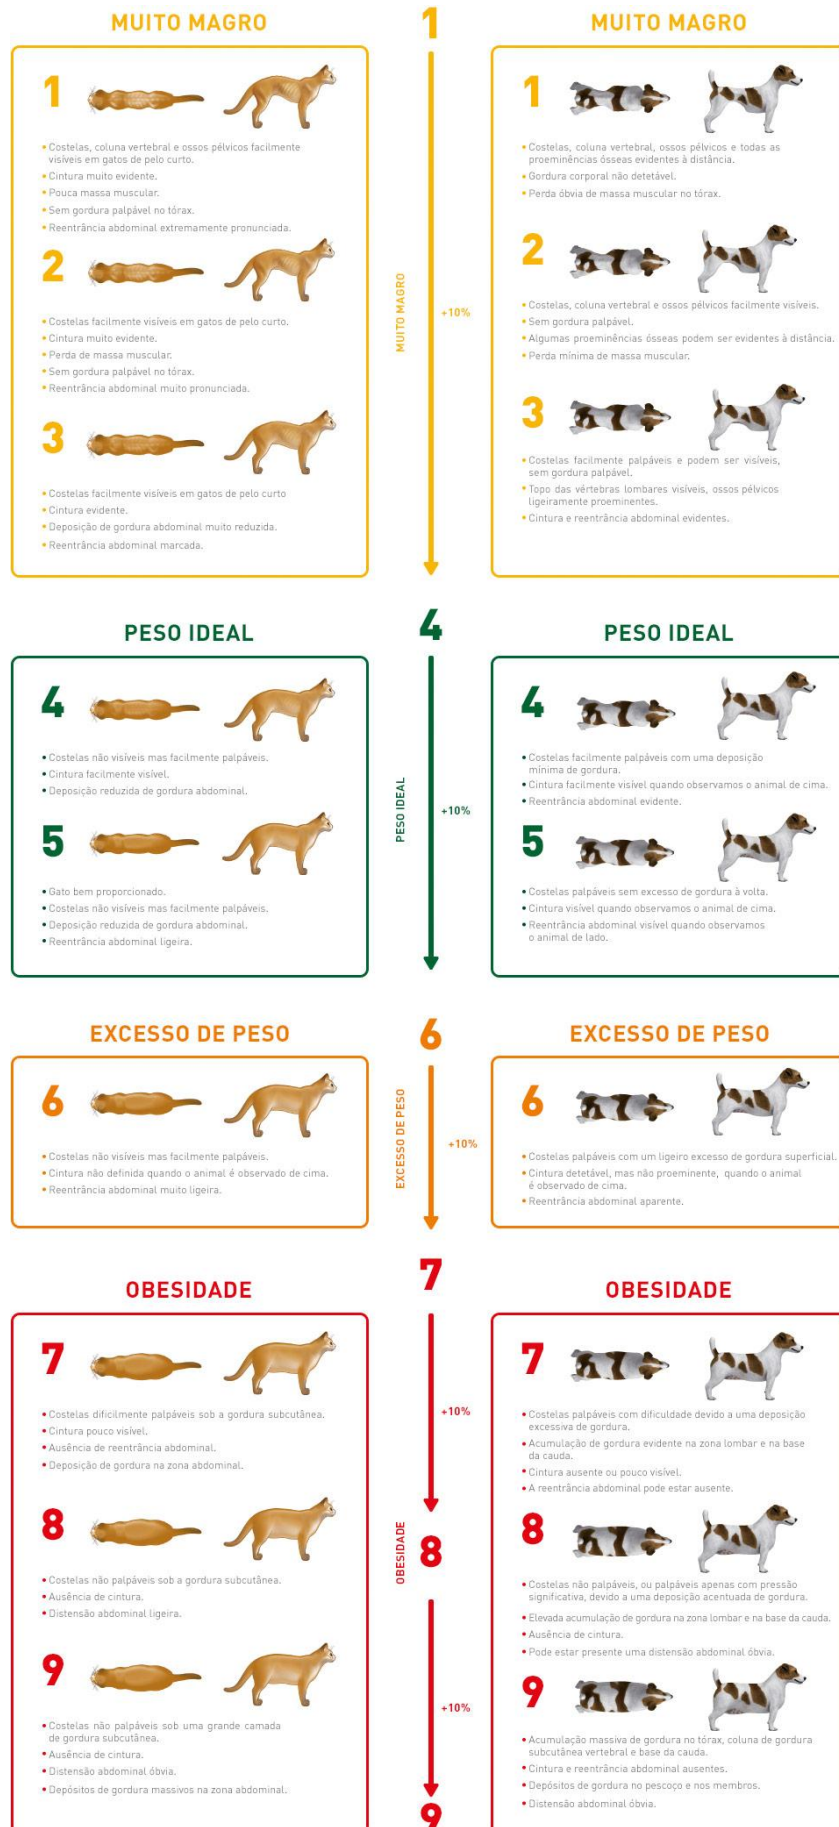 MUITO MAGRO
1
• Costelas, coluna vertebral e ossos pélvicos facilmente
visíveis em gatos de pelo curto.
• Cintura muito evidente.
• Pouca massa muscular.
• Sem gordura palpável no tórax.
• Reentrância abdominal extremamente pronunciada.
2
• Costelas facilmente visíveis em gatos de pelo curto.
• Cintura muito evidente.
• Perda de massa muscular.
• Sem gordura palpável no tórax.
• Reentrância abdominal muito pronunciada.
3
• Costelas facilmente visíveis em gatos de pelo curto
• Cintura evidente.
• Deposição de gordura abdominal muito reduzida.
• Reentrância abdominal marcada.
1
MUITO MAGRO
+10%
MUITO MAGRO
1
• Costelas, coluna vertebral, ossos pélvicos e todas as
proeminências ósseas evidentes à distância.
• Gordura corporal não detetável.
• Perda óbvia de massa muscular no tórax.
2
• Costelas, coluna vertebral e ossos pélvicos facilmente visíveis.
• Sem gordura palpável.
• Algumas proeminências ósseas podem ser evidentes à distância.
• Perda mínima de massa muscular.
3
• Costelas facilmente palpáveis e podem ser visíveis,
sem gordura palpável.
• Topo das vértebras lombares visíveis, ossos pélvicos
ligeiramente proeminentes.
• Cintura e reentrância abdominal evidentes.
PESO IDEAL
4
• Costelas não visíveis mas facilmente palpáveis.
• Cintura facilmente visível.
• Deposição reduzida de gordura abdominal.
5
• Gato bem proporcionado.
• Costelas não visíveis mas facilmente palpáveis.
• Deposição reduzida de gordura abdominal.
• Reentrância abdominal ligeira.
4
PESO IDEAL
+10%
PESO IDEAL
4
• Costelas facilmente palpáveis com uma deposição
mínima de gordura.
• Cintura facilmente visível quando observamos o animal de cima.
• Reentrância abdominal evidente.
5
• Costelas palpáveis sem excesso de gordura à volta.
• Cintura visível quando observamos o animal de cima.
• Reentrância abdominal visível quando observamos
o animal de lado.
EXCESSO DE PESO
6
• Costelas não visíveis mas facilmente palpáveis.
• Cintura não definida quando o animal é observado de cima.
• Reentrância abdominal muito ligeira.
6
EXCESSO DE PESO
+10%
EXCESSO DE PESO
6
• Costelas palpáveis com um ligeiro excesso de gordura superficial.
• Cintura detetável, mas não proeminente, quando o animal
é observado de cima.
• Reentrância abdominal aparente.
OBESIDADE
7
• Costelas dificilmente palpáveis sob a gordura subcutânea.
• Cintura pouco visível.
• Ausência de reentrância abdominal.
• Deposição de gordura na zona abdominal.
8
• Costelas não palpáveis sob a gordura subcutânea.
• Ausência de cintura.
• Distensão abdominal ligeira.
9
• Costelas não palpáveis sob uma grande camada
de gordura subcutânea.
• Ausência de cintura.
• Distensão abdominal óbvia.
• Depósitos de gordura massivos na zona abdominal.
7
+10%
OBESIDADE
8
+10%
9
OBESIDADE
7
• Costelas palpáveis com dificuldade devido a uma deposição
excessiva de gordura.
• Acumulação de gordura evidente na zona lombar e na base
da cauda.
• Cintura ausente ou pouco visível.
• A reentrância abdominal pode estar ausente.
8
• Costelas não palpáveis, ou palpáveis apenas com pressão
significativa, devido a uma deposição acentuada de gordura.
• Elevada acumulação de gordura na zona lombar e na base da cauda.
• Ausência de cintura.
• Pode estar presente uma distensão abdominal óbvia.
9
• Acumulação massiva de gordura no tórax, coluna de gordura
subcutânea vertebral e base da cauda.
• Cintura e reentrância abdominal ausentes.
• Depósitos de gordura no pescoço e nos membros.
• Distensão abdominal óbvia.